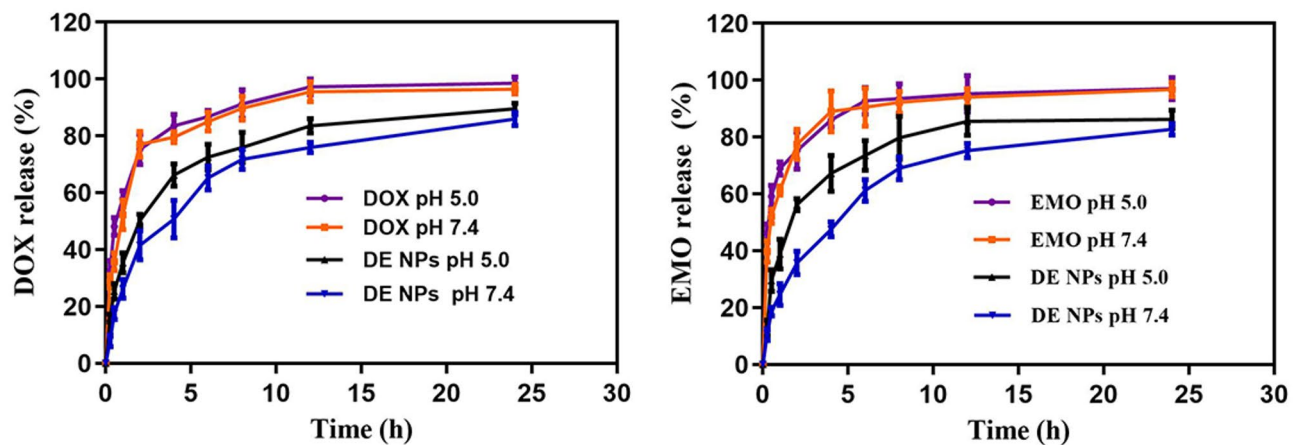 DOX release (%)
120
100
80
60
40
20
0
0 5 10 15 20 25 30
Time (h)
DOX pH 5.0
DOX pH 7.4
DE NPs pH 5.0
DE NPs pH 7.4
EMO release (%)
120
100
80
60
40
20
0
0 5 10 15 20 25 30
Time (h)
EMO pH 5.0
EMO pH 7.4
DE NPs pH 5.0
DE NPs pH 7.4